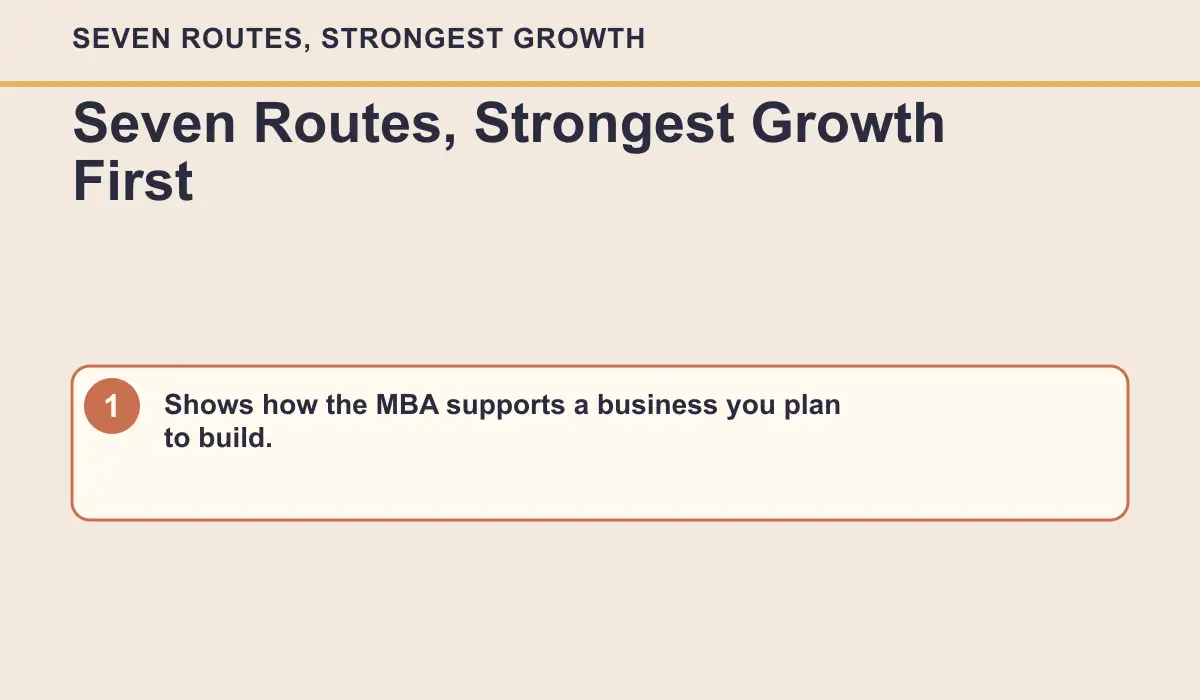 SEVEN ROUTES, STRONGEST GROWTH
Seven Routes, Strongest Growth
First
1
Shows how the MBA supports a business you plan
to build.